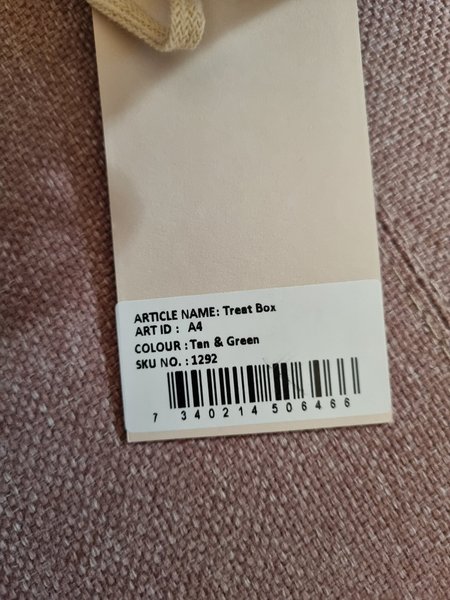 ARTICLE NAME: Treat Box
ART ID : A4
COLOUR : Tan & Green
SKU NO. : 1292
7 340214 506466